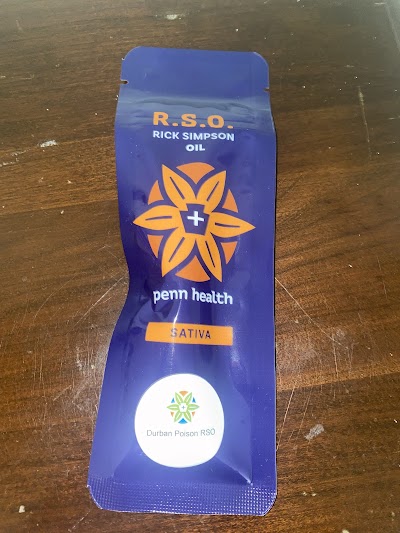 R.S.O.
RICK SIMPSON
OIL
penn health
SATIVA
Durban Poison RSO